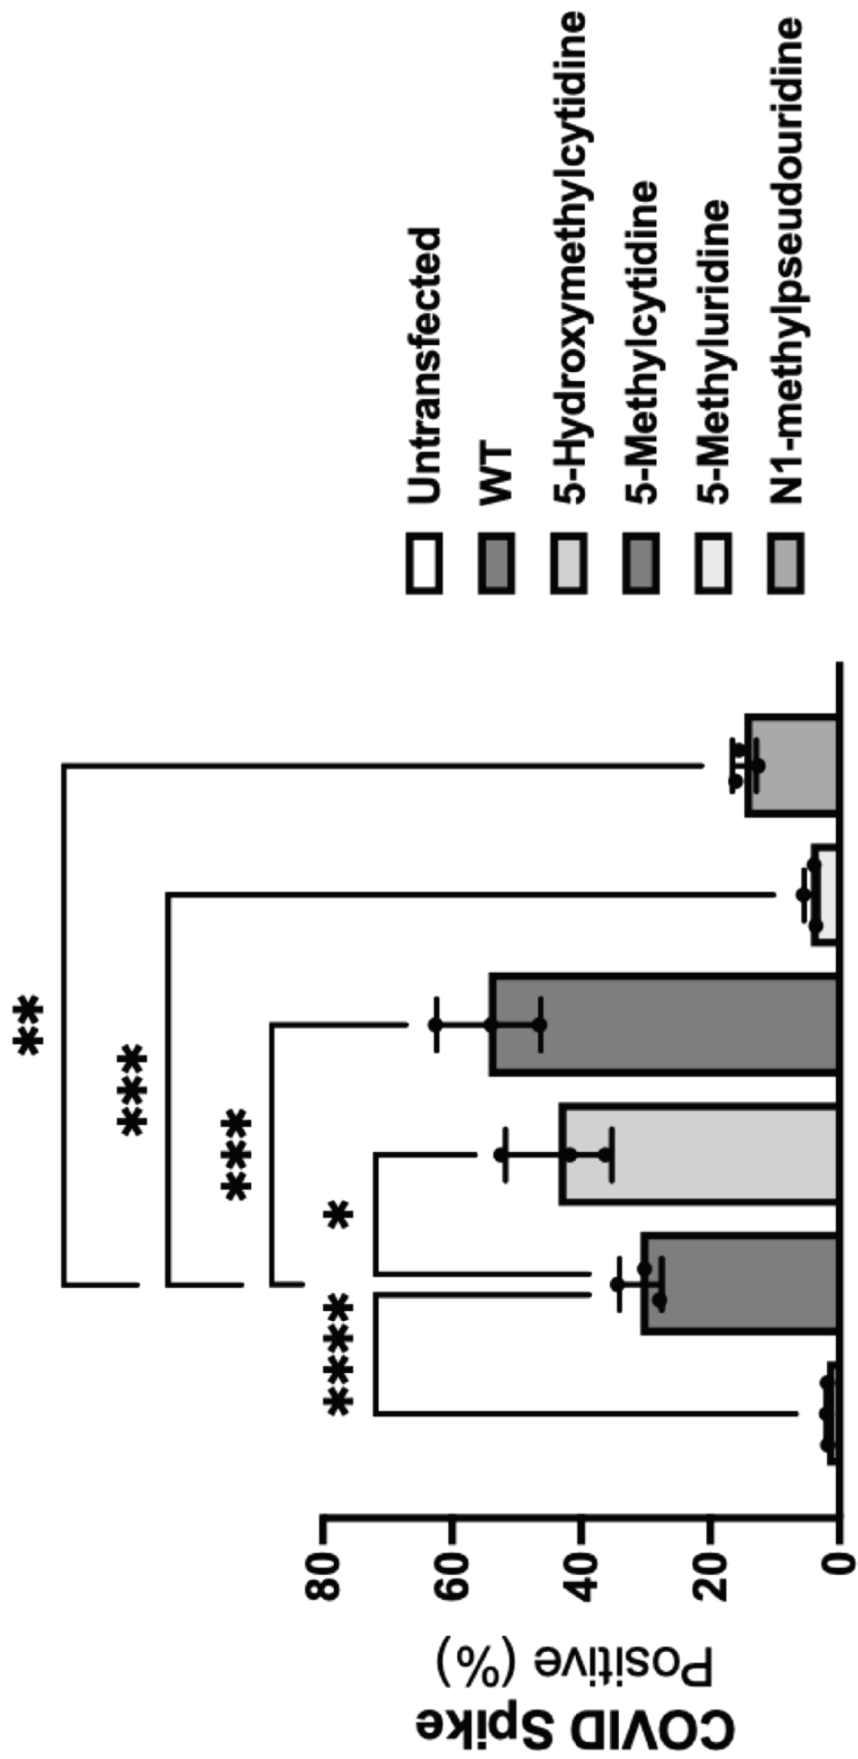 COVID Spike
Positive (%)
80
60
40
20
0
****
*
***
***
**
Untransfected
WT
5-Hydroxymethylcytidine
5-Methylcytidine
5-Methyluridine
N1-methylpseudouridine